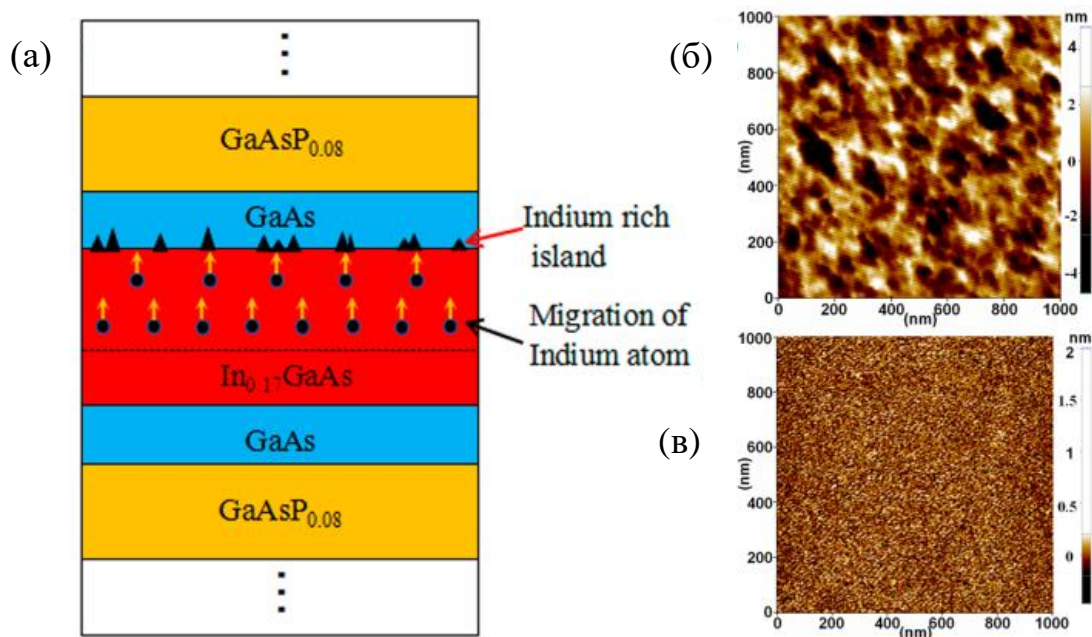 (а)
GaAsP0.08
GaAs
Indium rich
island
Migration of
Indium atom
In0.17GaAs
GaAs
GaAsP0.08
(б)
nm
1000
800
600
400
200
0
(nm)
0 200 400 600 800 1000
(nm)
4
2
0
-2
-4
(в)
nm
1000
800
600
400
200
0
(nm)
0 200 400 600 800 1000
(nm)
2
1.5
1
0.5
0